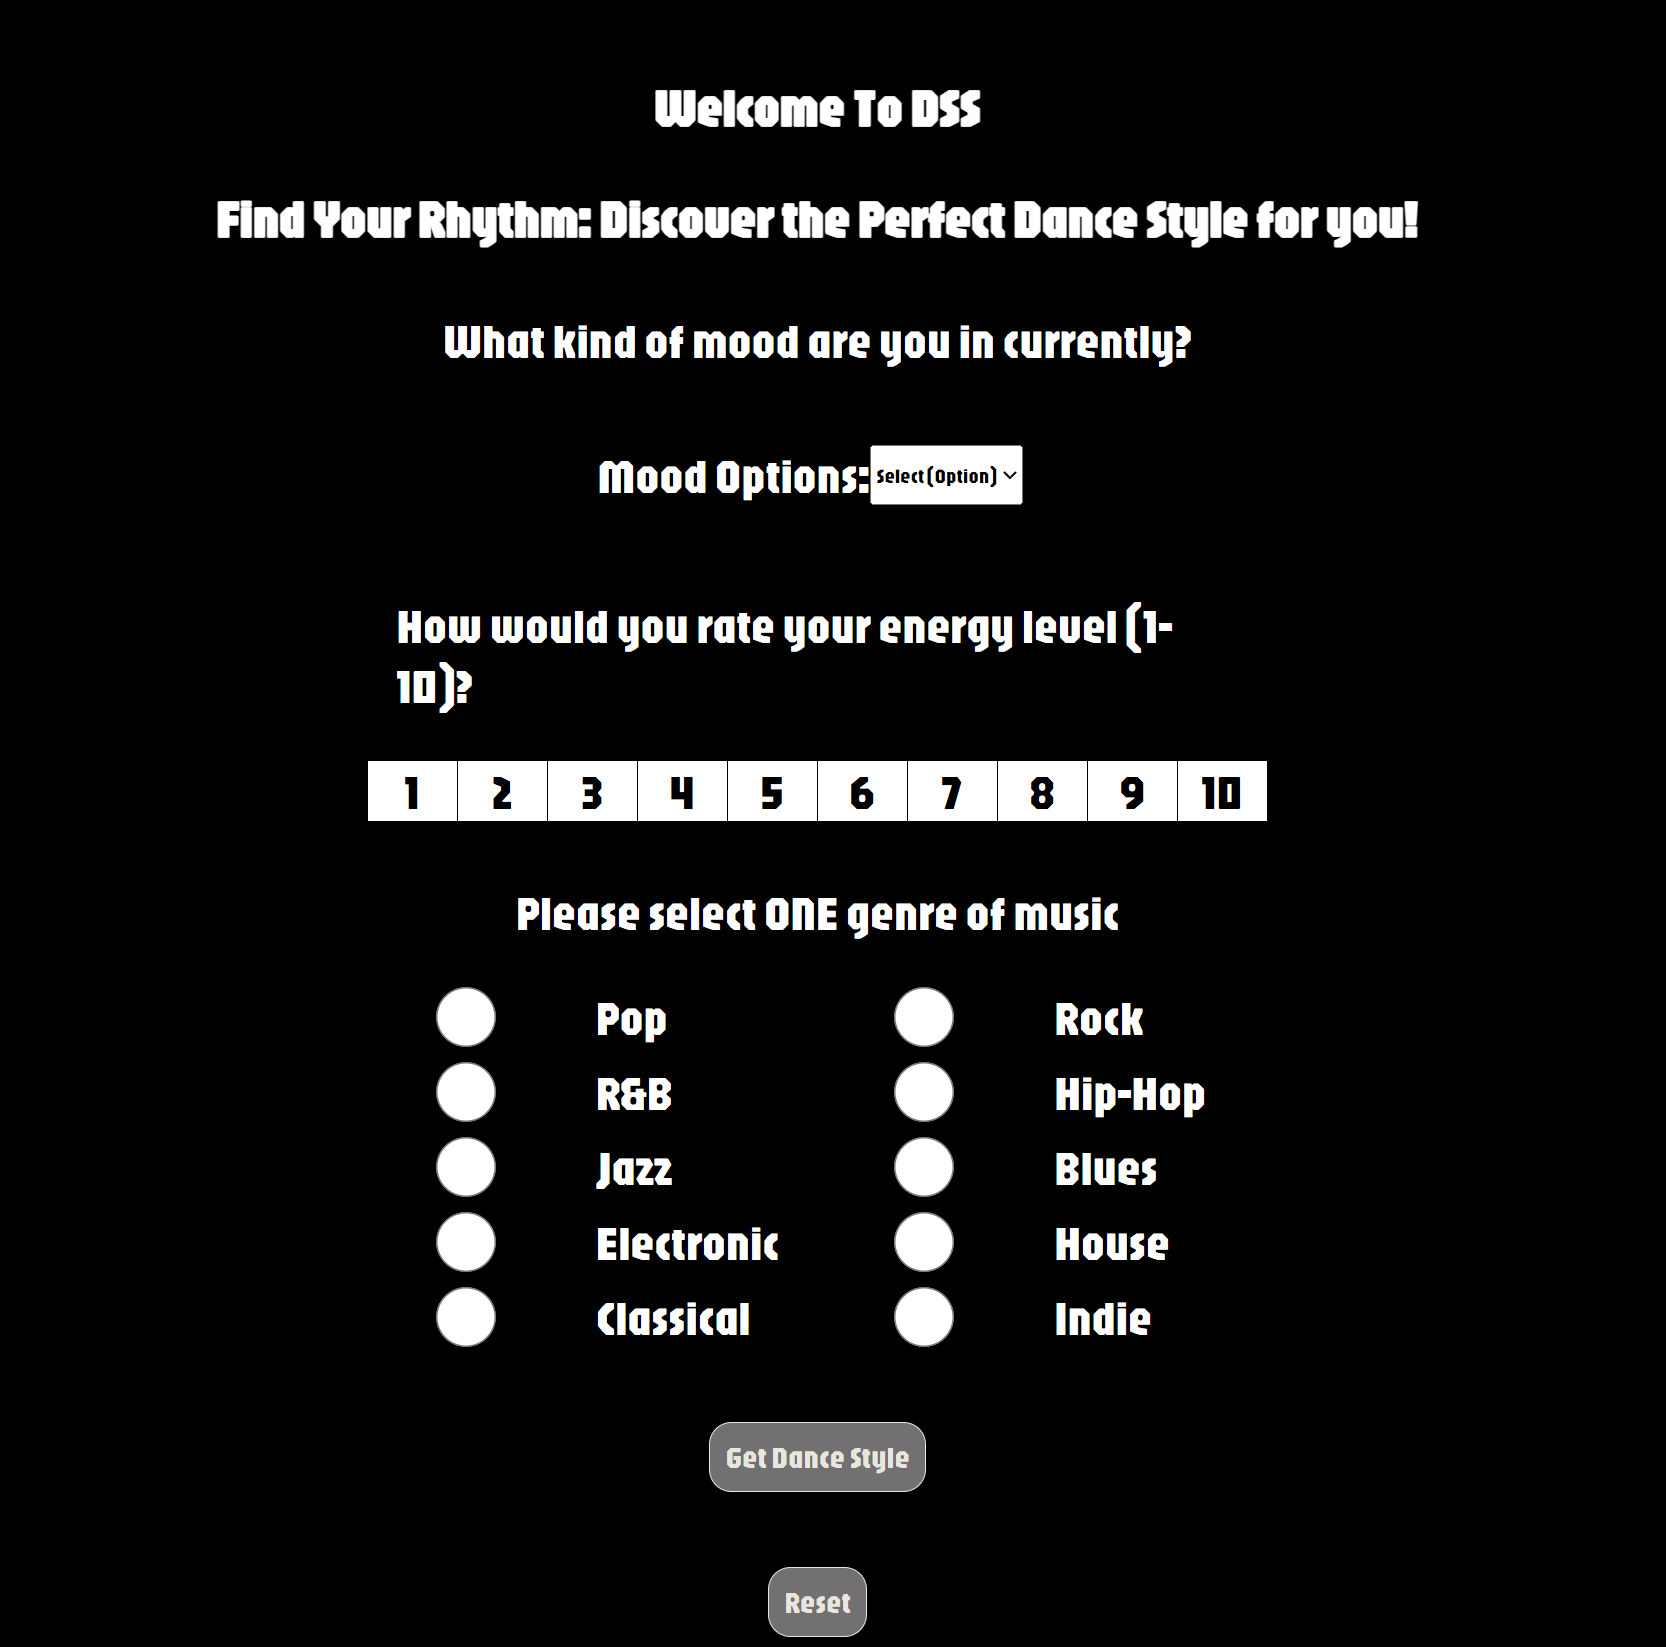 Welcome To DSS
Find Your Rhythm: Discover the Perfect Dance Style for you!
What kind of mood are you in currently?
Mood Options: Select(Option)
How would you rate your energy level (1-
10)?
1 2 3 4 5 6 7 8 9 10
Please select ONE genre of music
Pop Rock
R&B Hip-Hop
Jazz Blues
Electronic House
Classical Indie
Get Dance Style
Reset